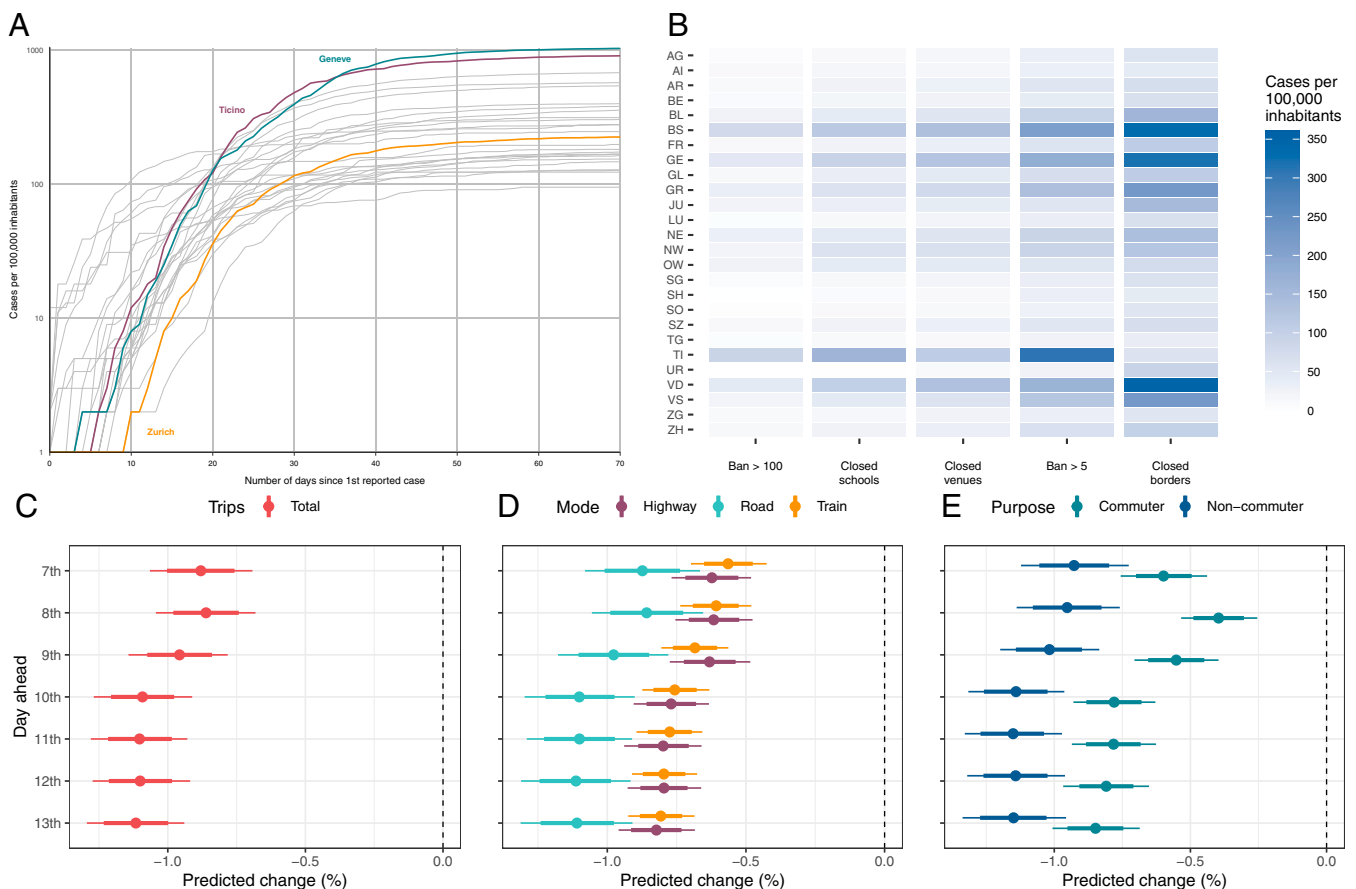 A
1000
100
10
1
Cases per 100,000 inhabitants
Geneve
Ticino
Zurich
0
10
20
30
40
50
60
70
Number of days since 1st reported case
B
AG
AI
AR
BE
BL
BS
FR
GE
GL
GR
JU
LU
NE
NW
OW
SG
SH
SO
SZ
TG
TI
UR
VD
VS
ZG
ZH
Ban > 100
Closed
schools
Closed
venues
Ban > 5
Closed
borders
Cases per
100,000
inhabitants
350
300
250
200
150
100
50
0
C
Trips
Total
Day ahead
7th
8th
9th
10th
11th
12th
13th
−1.0
−0.5
0.0
Predicted change (%)
D
Mode
Highway
Road
Train
−1.0
−0.5
0.0
Predicted change (%)
E
Purpose
Commuter
Non−commuter
−1.0
−0.5
0.0
Predicted change (%)